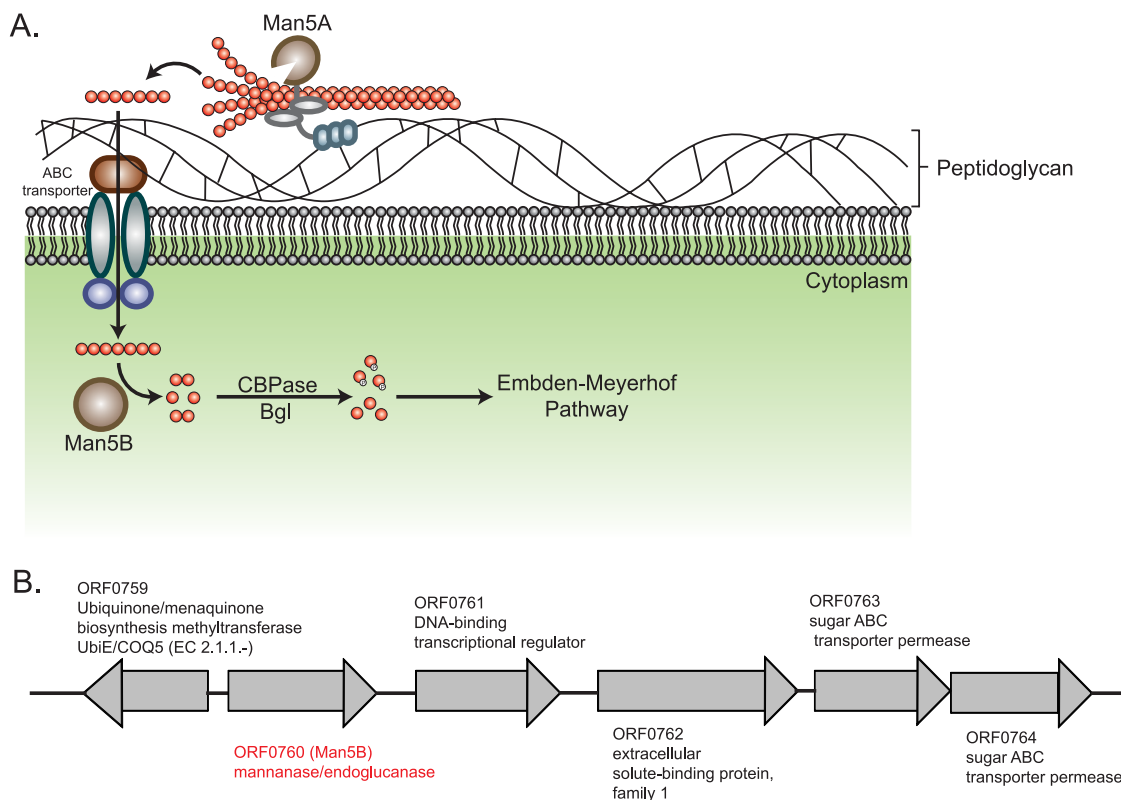 A.
Man5A
ABC
transporter
Peptidoglycan
Cytoplasm
Man5B
CBPase
Bgl
P
P
P
Embden-Meyerhof
Pathway
B.
ORF0759
Ubiquinone/menaquinone
biosynthesis methyltransferase
UbiE/COQ5 (EC 2.1.1.-)
ORF0760 (Man5B)
mannanase/endoglucanase
ORF0761
DNA-binding
transcriptional regulator
ORF0762
extracellular
solute-binding protein,
family 1
ORF0763
sugar ABC
transporter permease
ORF0764
sugar ABC
transporter permease